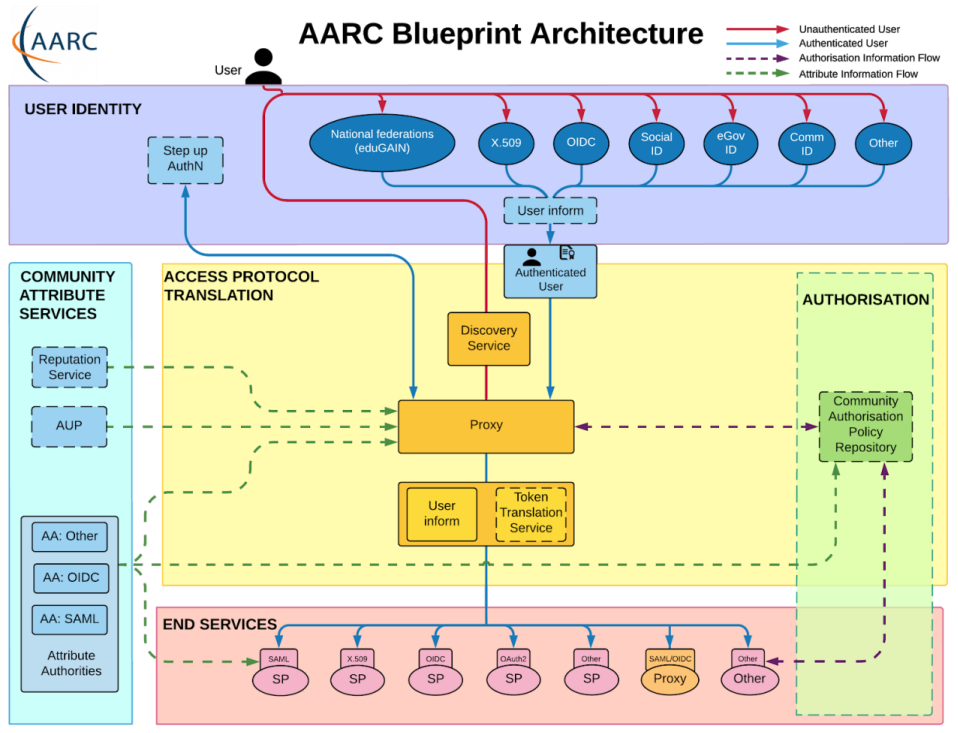 AARC
AARC Blueprint Architecture
Unauthenticated User
Authenticated User
Authorisation Information Flow
Attribute Information Flow
User
USER IDENTITY
Step up
AuthN
National federations
(eduGAIN)
X.509
OIDC
Social
ID
eGov
ID
Comm
ID
Other
User inform
Authenticated
User
COMMUNITY
ATTRIBUTE
SERVICES
Reputation
Service
AUP
AA: Other
AA: OIDC
AA: SAML
Attribute
Authorities
ACCESS PROTOCOL
TRANSLATION
Discovery
Service
Proxy
User
inform
Token
Translation
Service
AUTHORISATION
Community
Authorisation
Policy
Repository
END SERVICES
SAML
SP
X.509
SP
OIDC
SP
OAuth2
SP
Other
SP
SAML/OIDC
Proxy
Other
Other